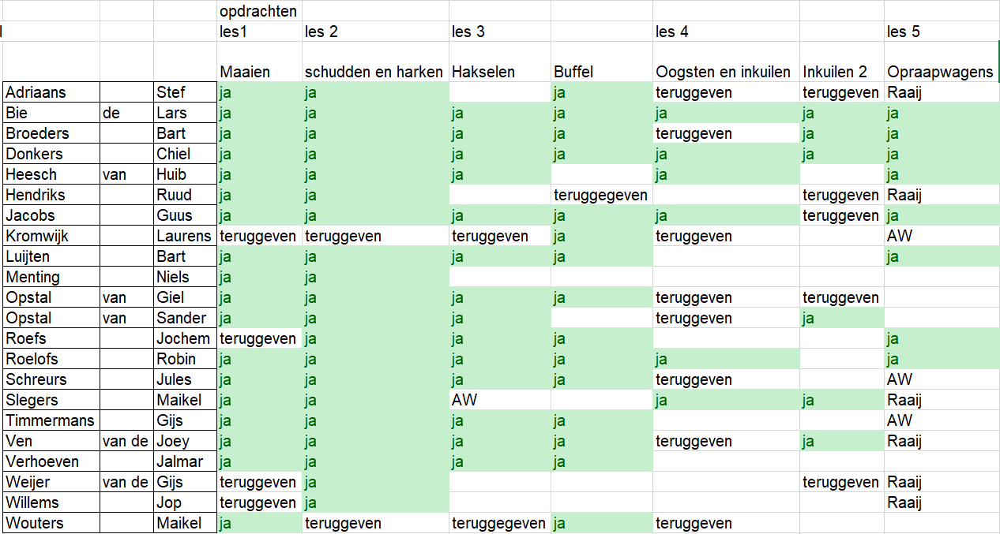 opdrachten
les1 les 2 les 3 les 4 les 5
Maaien schudden en harken Hakselen Buffel Oogsten en inkuilen Inkuilen 2 Opraapwagens
Adriaans Stef ja ja ja teruggeven teruggeven Raaij
Bie de Lars ja ja ja ja ja ja ja
Broeders Bart ja ja ja ja teruggeven ja ja
Donkers Chiel ja ja ja ja ja ja ja
Heesch van Huib ja ja ja ja ja
Hendriks Ruud ja ja teruggegeven teruggeven Raaij
Jacobs Guus ja ja ja ja ja teruggeven ja
Kromwijk Laurens teruggeven teruggeven teruggeven ja teruggeven AW
Luijten Bart ja ja ja ja ja
Menting Niels ja ja
Opstal van Giel ja ja ja ja teruggeven teruggeven
Opstal van Sander ja ja ja teruggeven ja
Roefs Jochem teruggeven ja ja ja ja
Roelofs Robin ja ja ja ja ja ja
Schreurs Jules ja ja ja ja teruggeven AW
Slegers Maikel ja ja AW ja ja Raaij
Timmermans Gijs ja ja ja ja AW
Ven van de Joey ja ja ja ja teruggeven ja Raaij
Verhoeven Jalmar ja ja ja ja
Weijer van de Gijs teruggeven ja teruggeven Raaij
Willems Jop teruggeven ja Raaij
Wouters Maikel ja teruggeven teruggegeven ja teruggeven